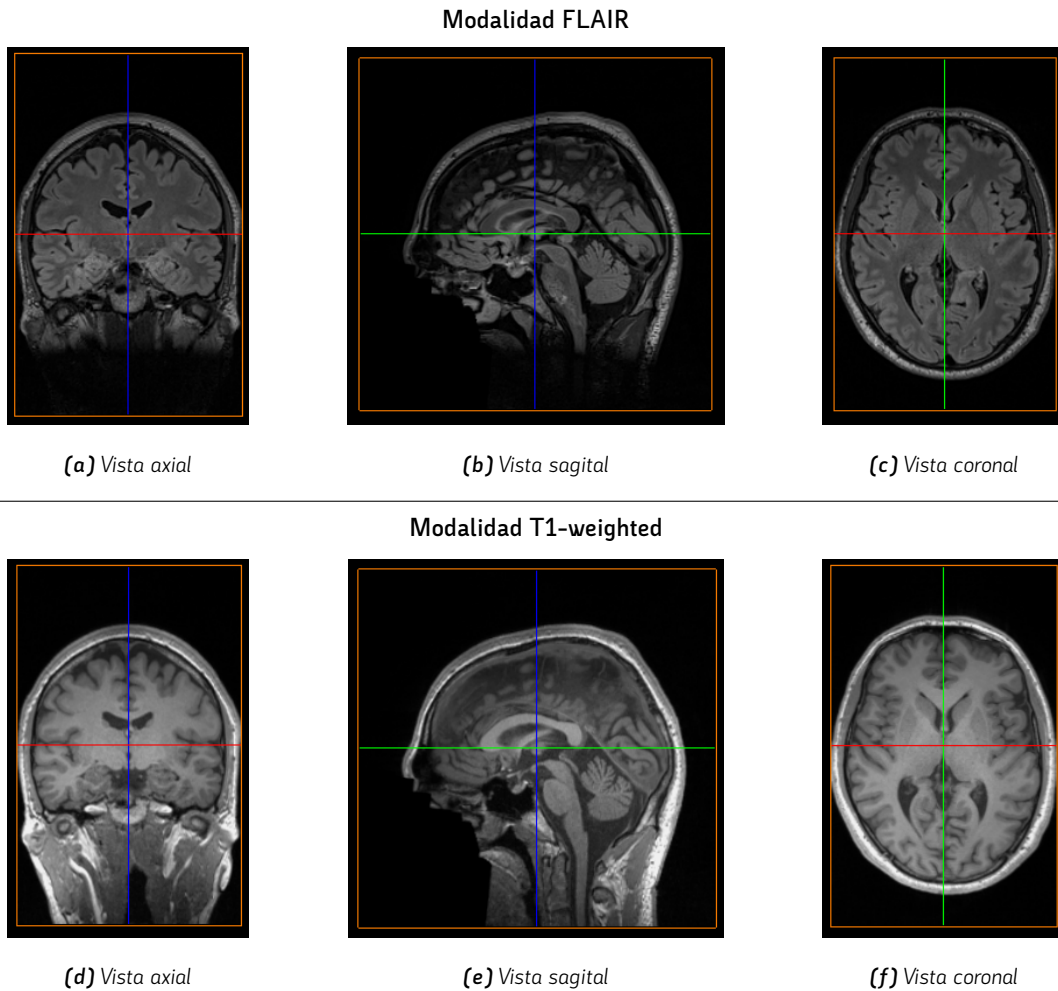 Modalidad FLAIR
(a) Vista axial
(b) Vista sagital
(c) Vista coronal
Modalidad T1-weighted
(d) Vista axial
(e) Vista sagital
(f) Vista coronal